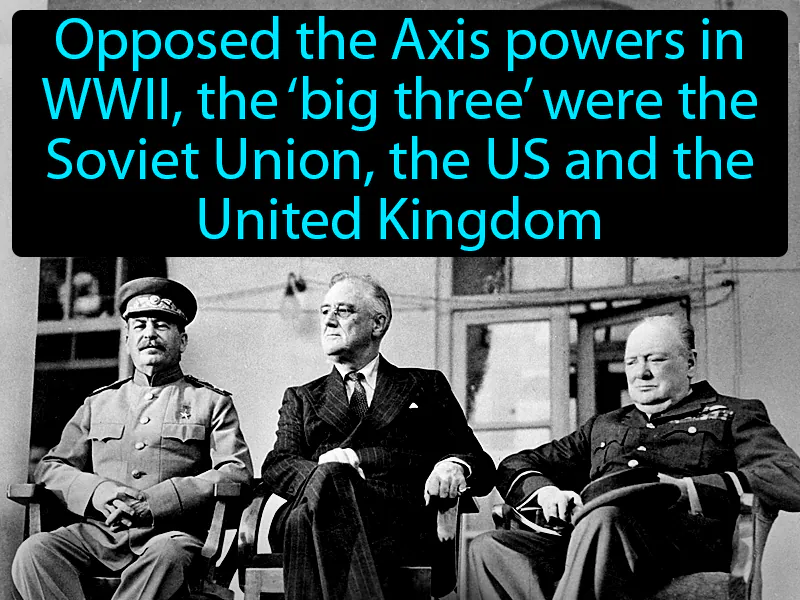 Opposed the Axis powers in
WWII, the ‘big three’ were the
Soviet Union, the US and the
United Kingdom